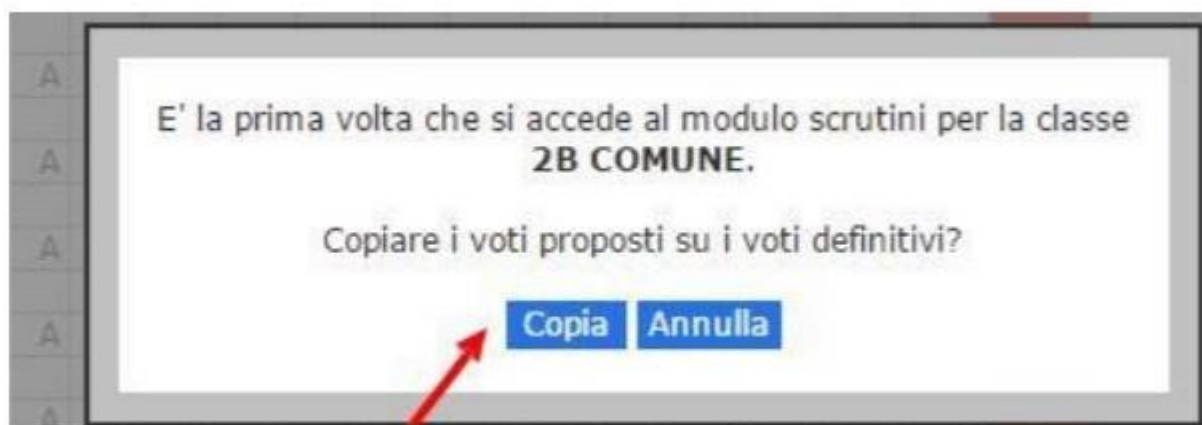 A
E' la prima volta che si accede al modulo scrutini per la classe
2B COMUNE.
A
Copiare i voti proposti su i voti definitivi?
A
Copia Annulla
A
A